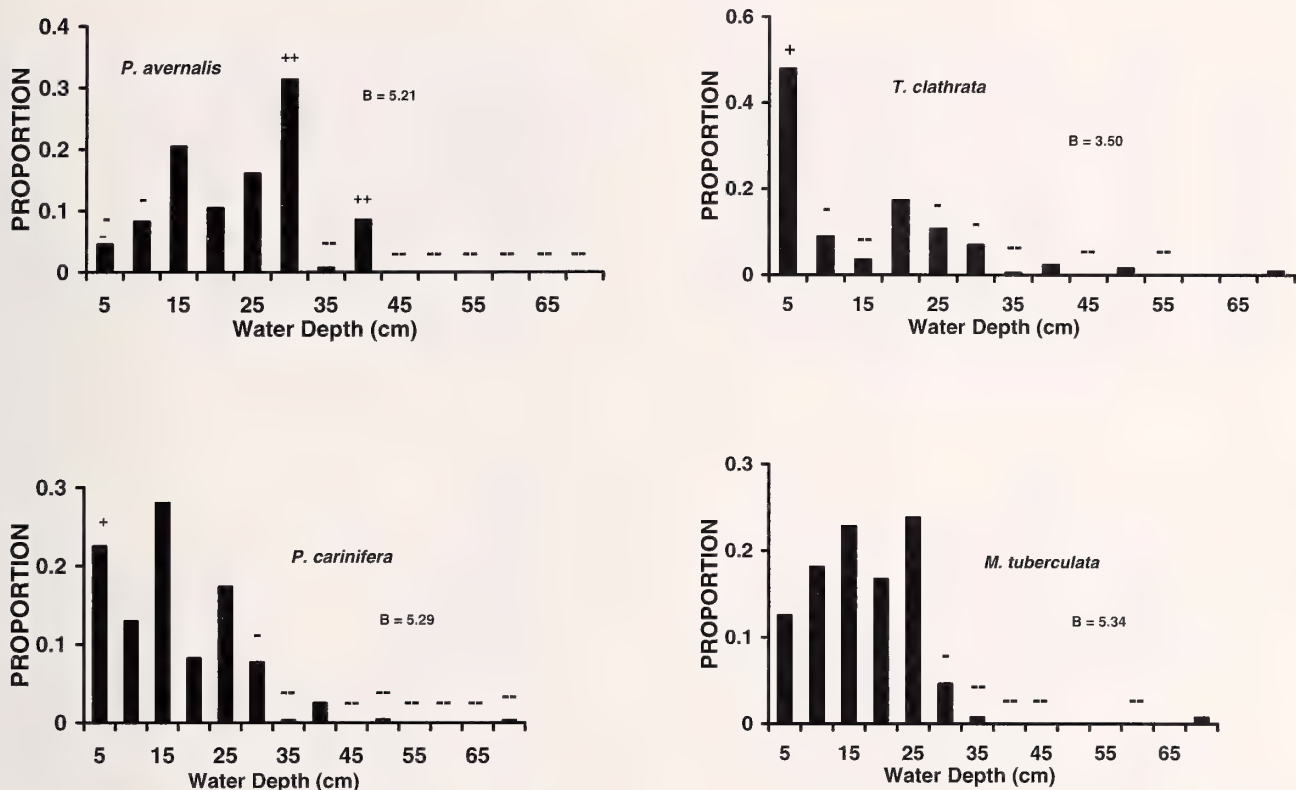 0.4
P. avernalis
++
0.3
B = 5.21
PROPORTION
0.2
++
0.1
-
-
--
-- -- -- -- -- --
0
5 15 25 35 45 55 65
Water Depth (cm)
0.6
+
T. clathrata
0.4
B = 3.50
PROPORTION
0.2
- -- - - -- -- --
0
5 15 25 35 45 55 65
Water Depth (cm)
0.3
+
P. carinifera
0.2
B = 5.29
PROPORTION
0.1
-
-- -- -- -- -- -- --
0
5 15 25 35 45 55 65
Water Depth (cm)
0.3
M. tuberculata
0.2
B = 5.34
PROPORTION
0.1
-
-- -- -- --
0
5 15 25 35 45 55 65
Water Depth (cm)